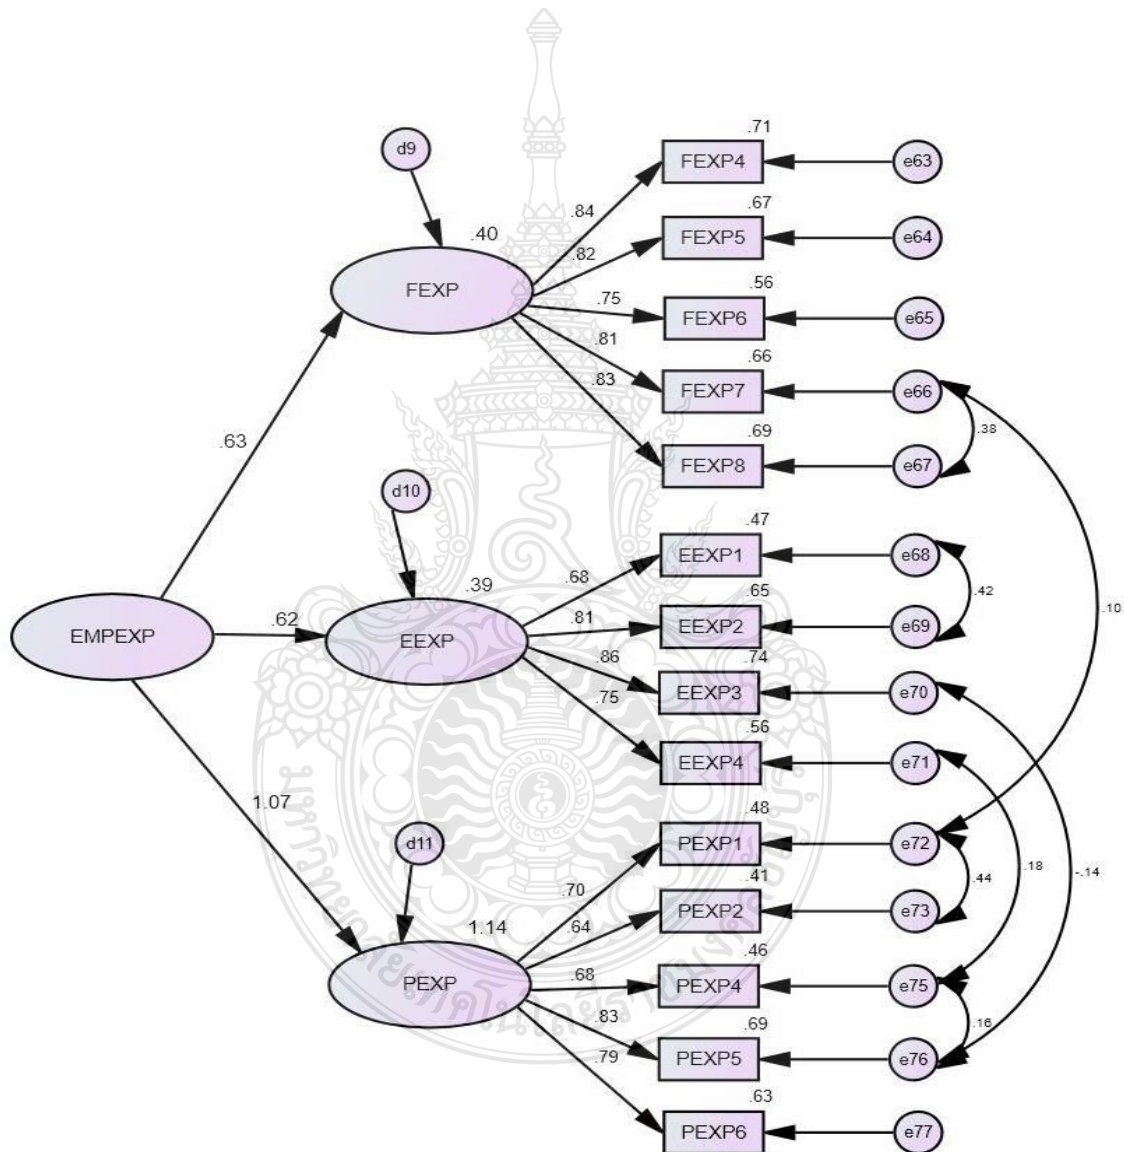 .71
d9
FEXP4
e63
.67
.84
.40
FEXP5
e64
.82
.56
FEXP
.75
FEXP6
e65
.81
.66
.83
FEXP7
e66
.38
.69
.63
FEXP8
e67
d10
.47
EEXP1
e68
.39
.68
.65
.42
.10
.62
.81
EEXP2
e69
EMPEXP
EEXP
.86
.74
.75
EEXP3
e70
.56
EEXP4
e71
1.07
.48
d11
PEXP1
e72
.70
.41
.44
.18
-.14
1.14
.64
PEXP2
e73
.46
.68
PEXP
PEXP4
e75
.83
.69
.16
.79
PEXP5
e76
.63
PEXP6
e77